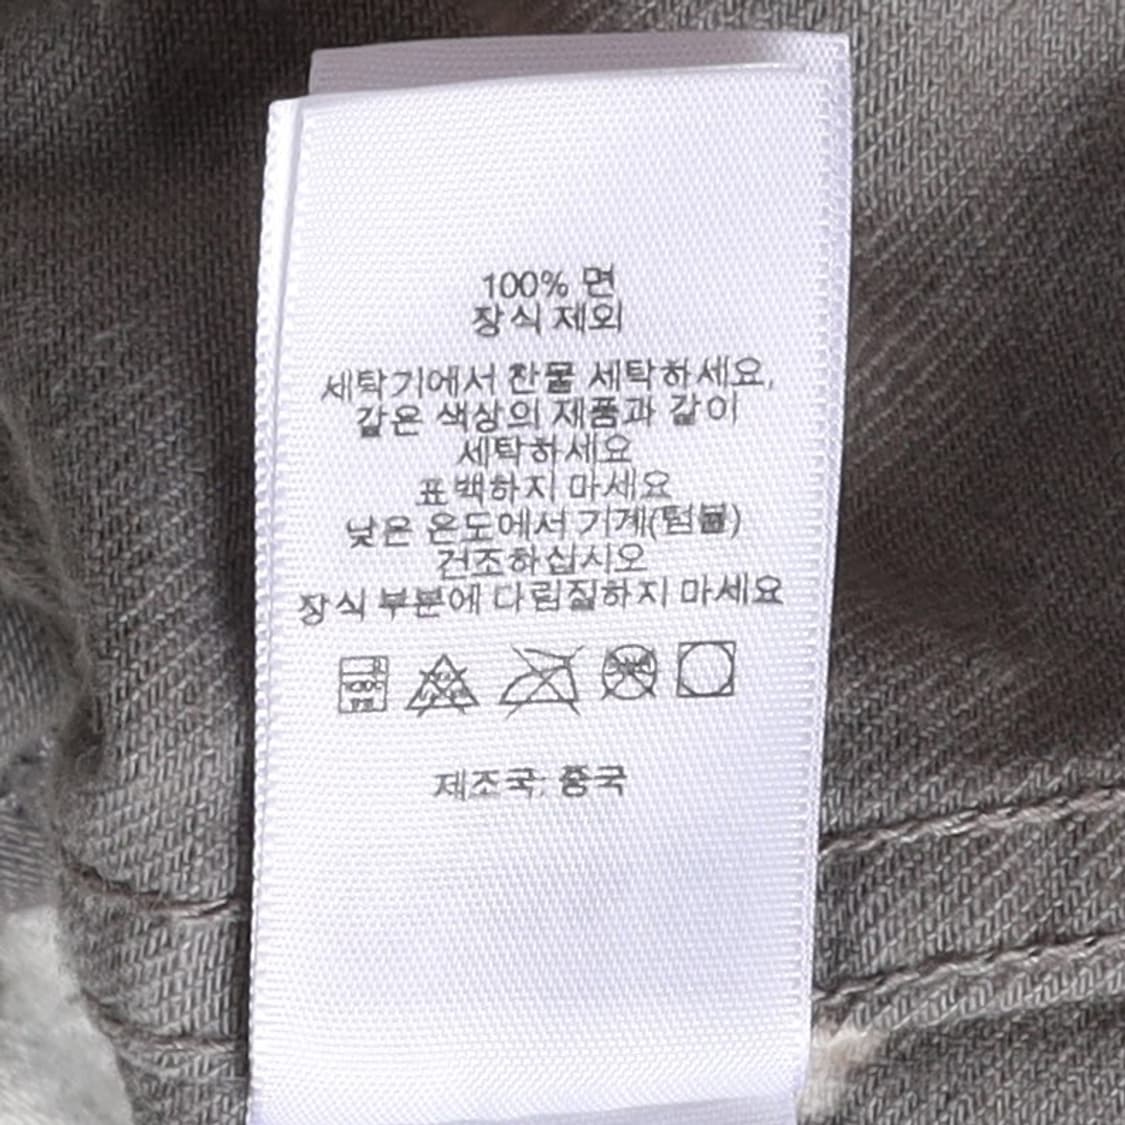 100% 면
장식 제외
세탁기에서 찬물 세탁하세요,
같은 색상의 제품과 같이
세탁하세요
표백하지 마세요
낮은 온도에서 기계(텀블)
건조하십시오
장식 부분에 다림질하지 마세요
제조국: 중국